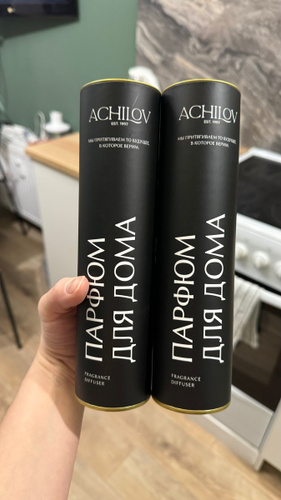 ACHILOV
EST. 1997
МЫ ПРИТЯГИВАЕМ ТО БУДУЩЕЕ,
В КОТОРОЕ ВЕРИМ.
ПАРФЮМ
ДЛЯ ДОМА
FRAGRANCE
DIFFUSER
ACHILOV
EST. 1997
МЫ ПРИТЯГИВАЕМ ТО БУДУЩЕЕ,
В КОТОРОЕ ВЕРИМ.
ПАРФЮМ
ДЛЯ ДОМА
FRAGRANCE
DIFFUSER